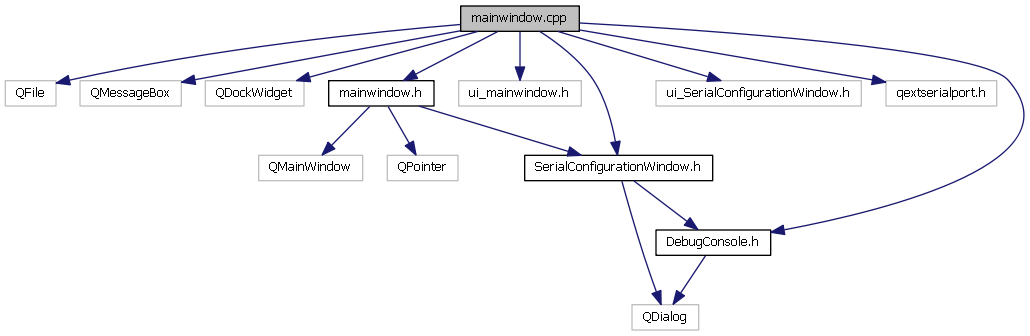 mainwindow.cpp
QFile
QMessageBox
QDockWidget
mainwindow.h
ui_mainwindow.h
ui_SerialConfigurationWindow.h
qextserialport.h
QMainWindow
QPointer
SerialConfigurationWindow.h
DebugConsole.h
QDialog